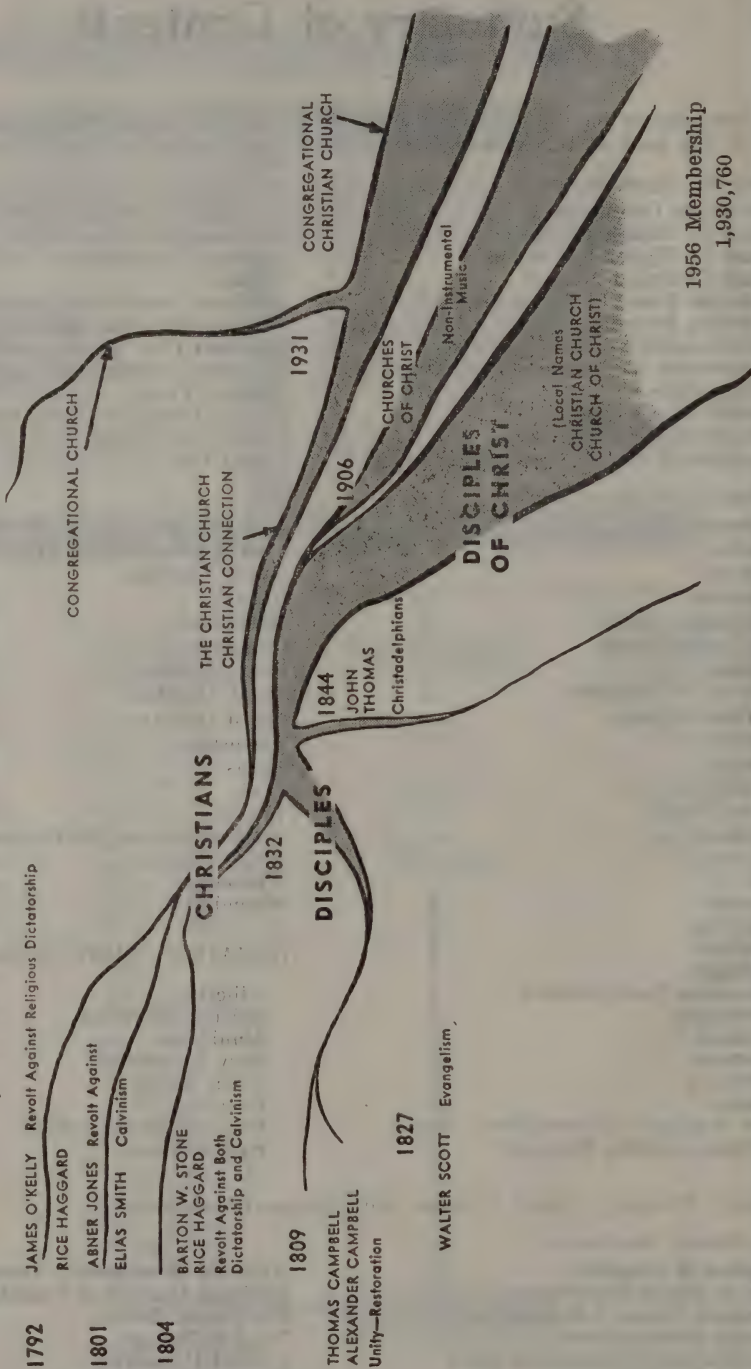 1792
JAMES O'KELLY Revolt Against Religious Dictatorship
RICE HAGGARD
1801
ABNER JONES Revolt Against
ELIAS SMITH Calvinism
1804
BARTON W. STONE
RICE HAGGARD
Revolt Against Both
Dictatorship and Calvinism
1809
THOMAS CAMPBELL
ALEXANDER CAMPBELL
Unity—Restoration
1827
WALTER SCOTT Evangelism
CHRISTIANS
1832
DISCIPLES
1844
JOHN
THOMAS
Christadelphians
THE CHRISTIAN CHURCH
CHRISTIAN CONNECTION
CONGREGATIONAL CHURCH
1931
CONGREGATIONAL
CHRISTIAN CHURCH
1906
CHURCHES
OF CHRIST
Non-Instrumental
Music
DISCIPLES
OF CHRIST
(Local Names
CHRISTIAN CHURCH
CHURCH OF CHRIST)
1956 Membership
1,930,760